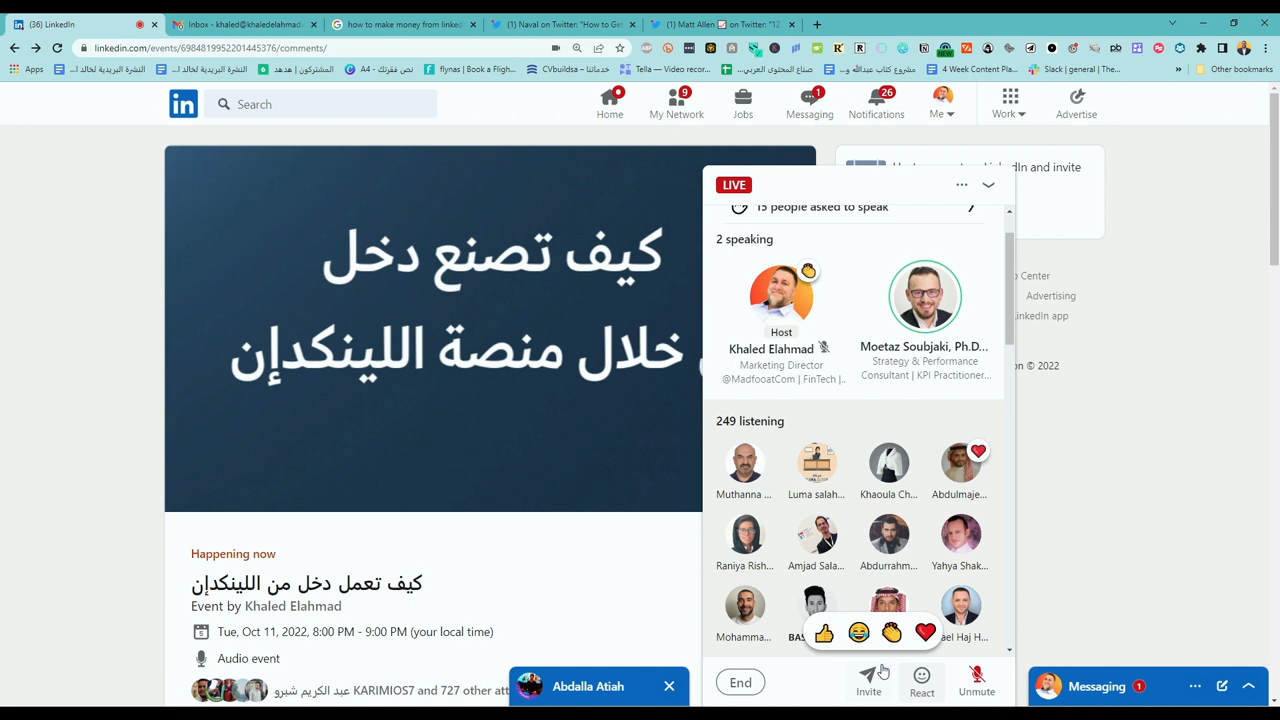 (36) LinkedIn
Inbox - khaled@khaledelahmad.c
how to make money from linked
(1) Naval on Twitter: "How to Ge
(1) Matt Allen on Twitter: "12
linkedin.com/events/6984819952201445376/comments/
Apps
النشرة البريدية لخالد ا...
النشرة البريدية لخالد ا...
المشتركون | هدهد
نص فقرتك - A4
flynas | Book a Fligh...
خدماتنا – CVbuildsa
Tella — Video recor...
صناع المحتوى العربي...
مشروع كتاب عبدالله و...
4 Week Content Pla...
Slack | general | The...
Other bookmarks
Search
Home
9
My Network
Jobs
1
Messaging
26
Notifications
Me
Work
Advertise
كيف تصنع دخل
خلال منصة اللينكدإن
LinkedIn and invite
Center
Advertising
LinkedIn app
© 2022
LIVE
15 people asked to speak
2 speaking
Host
Khaled Elahmad
Marketing Director
@MadfooatCom | FinTech |..
Moetaz Soubjaki, Ph.D...
Strategy & Performance
Consultant | KPI Practitioner...
249 listening
Muthanna ...
Luma salah...
Khaoula Ch...
Abdulmaje...
Raniya Rish...
Amjad Sala...
Abdurrahm...
Yahya Shak...
Mohamma...
BAS
ael Haj H...
End
Invite
React
Unmute
Happening now
كيف تعمل دخل من اللينكدإن
Event by Khaled Elahmad
Tue, Oct 11, 2022, 8:00 PM - 9:00 PM (your local time)
Audio event
عبد الكريم شبرو KARIMIOS7 and 727 other att
Abdalla Atiah
Messaging 1